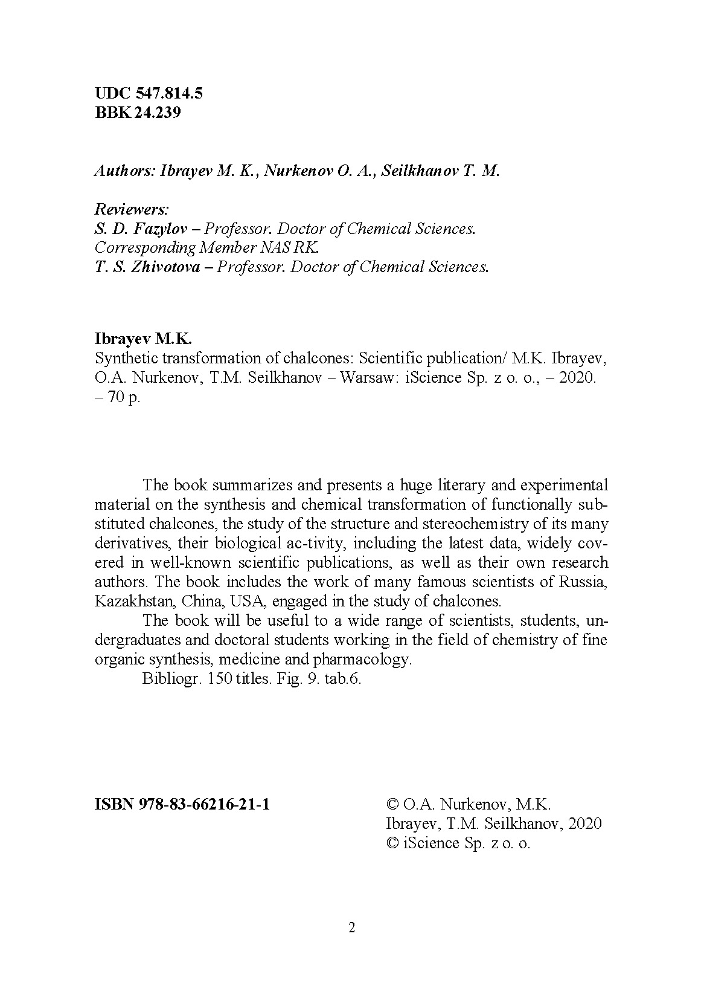 UDC 547.814.5
BBK 24.239
Authors: Ibrayev M. K., Nurkenov O. A., Seilkhanov T. M.
Reviewers:
S. D. Fazylov – Professor. Doctor of Chemical Sciences.
Corresponding Member NAS RK.
T. S. Zhivotova – Professor. Doctor of Chemical Sciences.
Ibrayev M.K.
Synthetic transformation of chalcones: Scientific publication/ M.K. Ibrayev,
O.A. Nurkenov, T.M. Seilkhanov – Warsaw: iScience Sp. z o. o., – 2020.
– 70 p.
The book summarizes and presents a huge literary and experimental
material on the synthesis and chemical transformation of functionally sub-
stituted chalcones, the study of the structure and stereochemistry of its many
derivatives, their biological ac-tivity, including the latest data, widely cov-
ered in well-known scientific publications, as well as their own research
authors. The book includes the work of many famous scientists of Russia,
Kazakhstan, China, USA, engaged in the study of chalcones.
The book will be useful to a wide range of scientists, students, un-
dergraduates and doctoral students working in the field of chemistry of fine
organic synthesis, medicine and pharmacology.
Bibliogr. 150 titles. Fig. 9. tab.6.
ISBN 978-83-66216-21-1
© O.A. Nurkenov, M.K.
Ibrayev, T.M. Seilkhanov, 2020
© iScience Sp. z o. o.
2